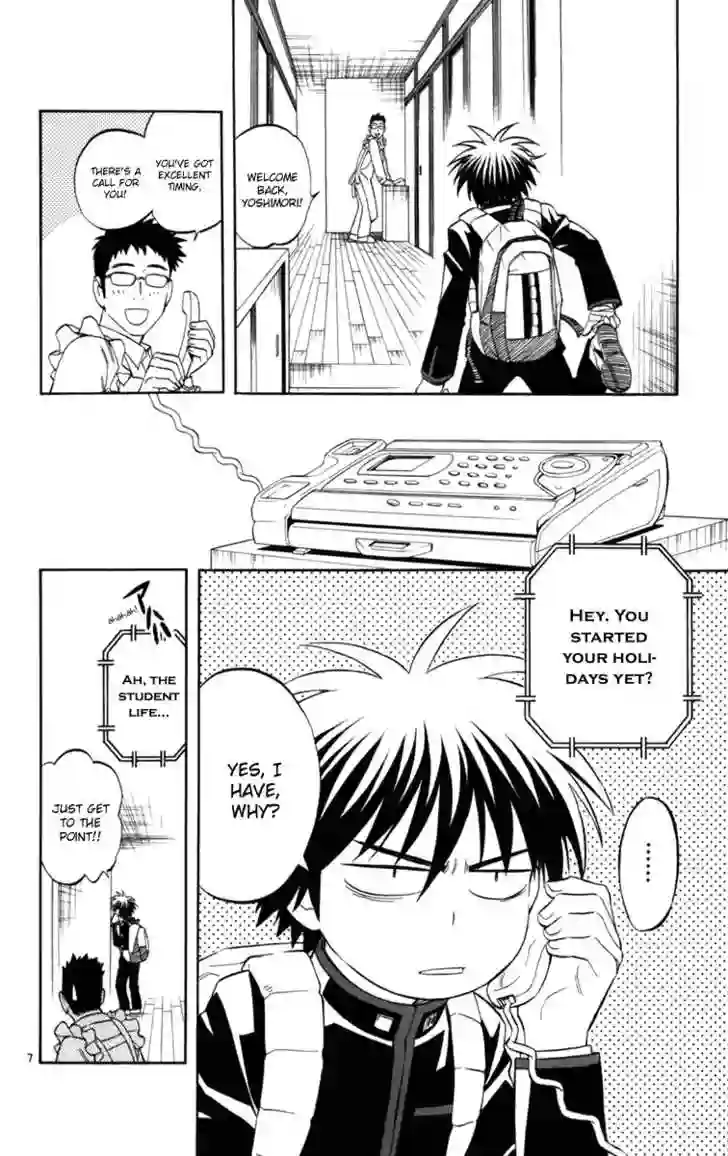 WELCOME
BACK,
YOSHIMORI!
YOU'VE GOT
EXCELLENT
TIMING.
THERE'S A
CALL FOR
YOU!
HEY. YOU
STARTED
YOUR HOLI-
DAYS YET?
......
YES, I
HAVE,
WHY?
ahahah!
AH, THE
STUDENT
LIFE...
JUST GET
TO THE
POINT!!
7